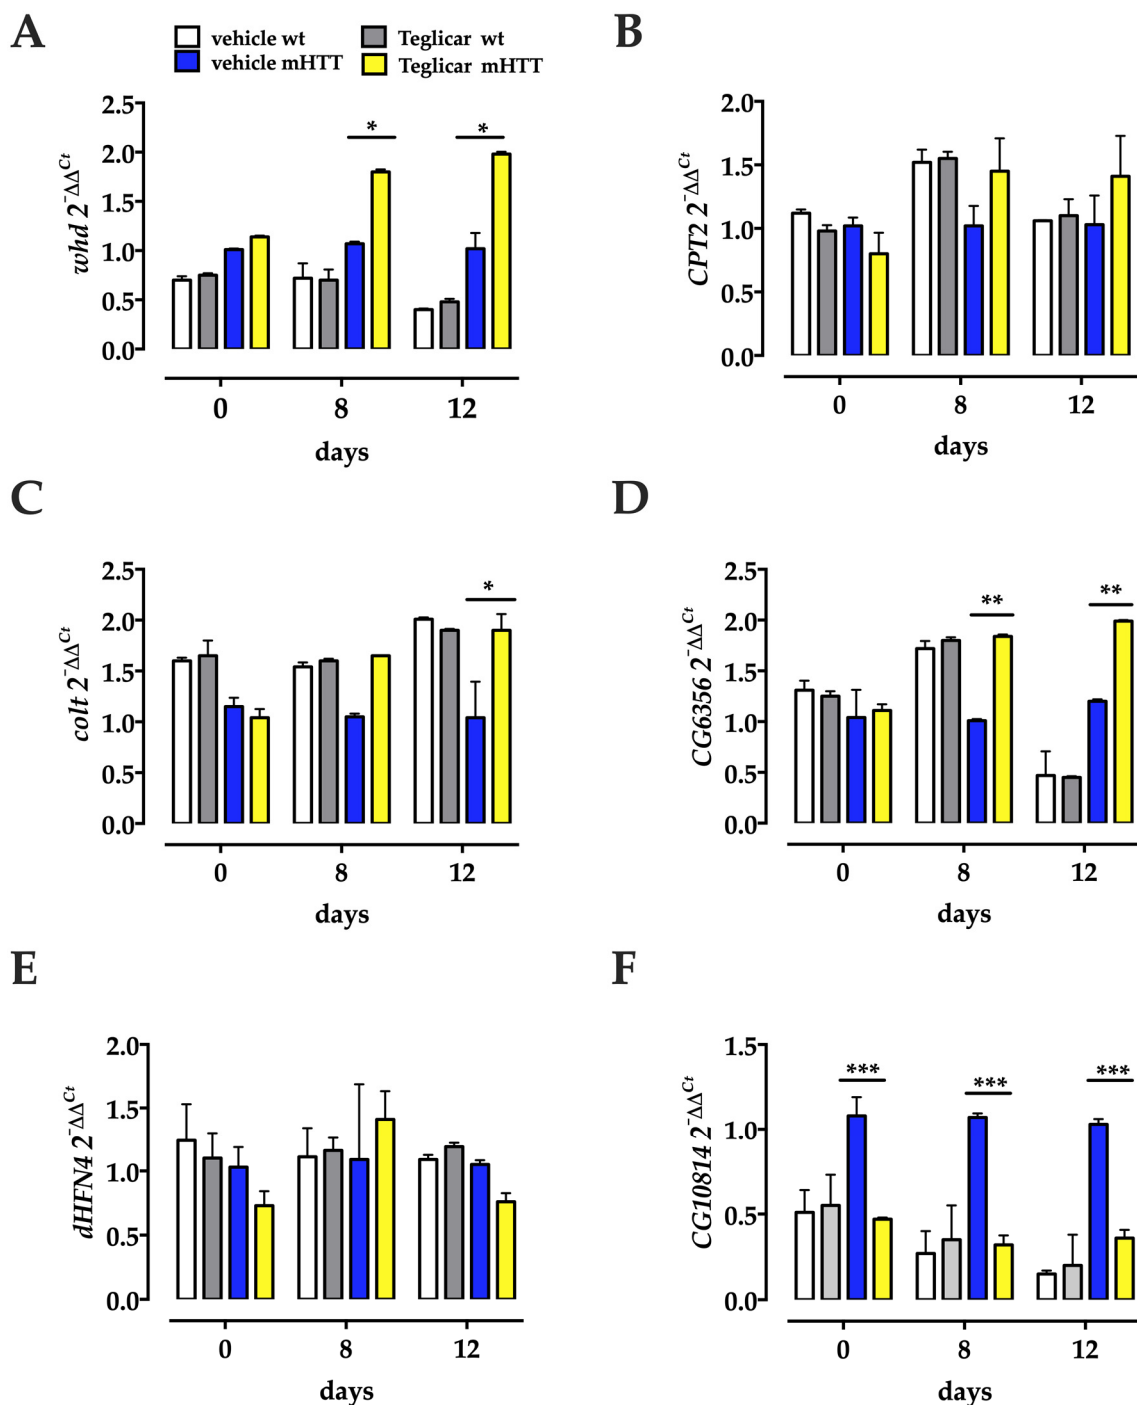 A
vehicle wt
Teglicar wt
vehicle mHTT
Teglicar mHTT
whd 2⁻ΔΔCt
2.5
2.0
1.5
1.0
0.5
0.0
*
*
0
8
12
days
B
CPT2 2⁻ΔΔCt
2.0
1.5
1.0
0.5
0.0
0
8
12
days
C
colt 2⁻ΔΔCt
2.5
2.0
1.5
1.0
0.5
0.0
*
0
8
12
days
D
CG6356 2⁻ΔΔCt
2.5
2.0
1.5
1.0
0.5
0.0
**
**
0
8
12
days
E
dHFN4 2⁻ΔΔCt
2.0
1.5
1.0
0.5
0.0
0
8
12
days
F
CG10814 2⁻ΔΔCt
1.5
1.0
0.5
0.0
***
***
***
0
8
12
days